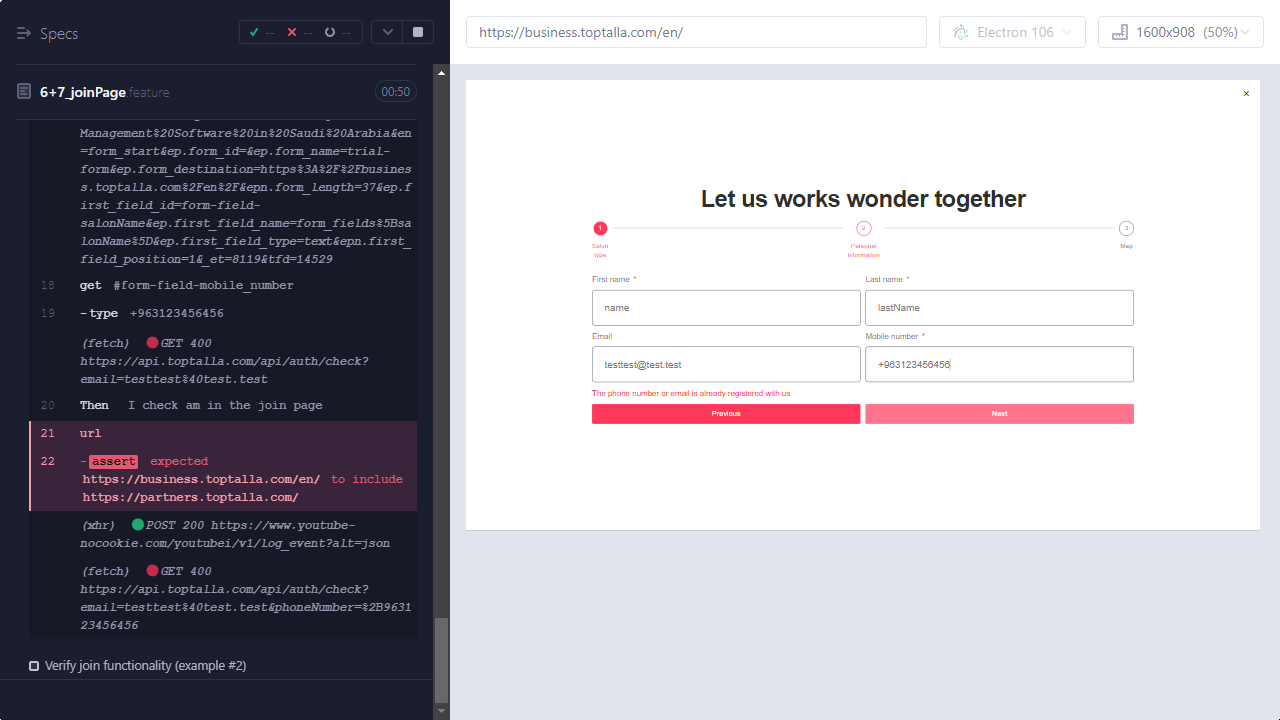 Specs
-- -- --
https://business.toptalla.com/en/
Electron 106
1600x908 (50%)
6+7_joinPage.feature
00:50
Management%20Software%20in%20Saudi%20Arabia&en
=form_start&ep.form_id=&ep.form_name=trial-
form&ep.form_destination=https%3A%2F%2Fbusines
s.toptalla.com%2Fen%2F&epn.form_length=37&ep.f
irst_field_id=form-field-
salonName&ep.first_field_name=form_fields%5Bsa
lonName%5D&ep.first_field_type=text&epn.first_
field_position=1&_et=8119&tfd=14529
18 get #form-field-mobile_number
19 -type +963123456456
(fetch) GET 400
https://api.toptalla.com/api/auth/check?
email=testtest%40test.test
20 Then I check am in the join page
21 url
22 -assert expected
https://business.toptalla.com/en/ to include
https://partners.toptalla.com/
(xhr) POST 200 https://www.youtube-
nocookie.com/youtubei/v1/log_event?alt=json
(fetch) GET 400
https://api.toptalla.com/api/auth/check?
email=testtest%40test.test&phoneNumber=%2B9631
23456456
Verify join functionality (example #2)
×
Let us works wonder together
1 2 3
Salon
type
Personal
information
Map
First name *
Last name *
name
lastName
Email
Mobile number *
testtest@test.test
+963123456456
The phone number or email is already registered with us
Previous
Next